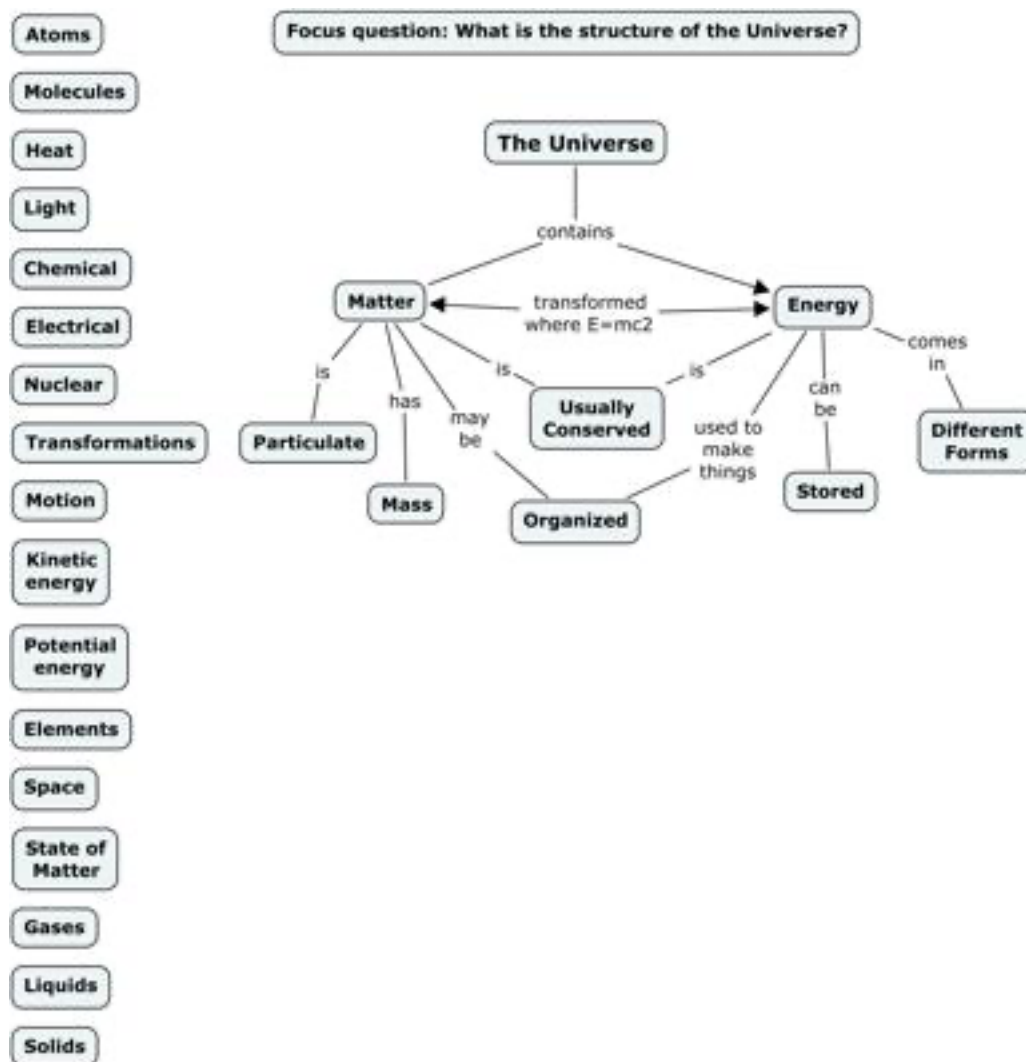 Atoms
Focus question: What is the structure of the Universe?
Molecules
Heat
Light
Chemical
Electrical
Nuclear
Transformations
Motion
Kinetic
energy
Potential
energy
Elements
Space
State of
Matter
Gases
Liquids
Solids
The Universe
contains
Matter
transformed
where E=mc2
Energy
is
has
may
be
is
is
used to
make
things
can
be
comes
in
Particulate
Mass
Usually
Conserved
Organized
Stored
Different
Forms